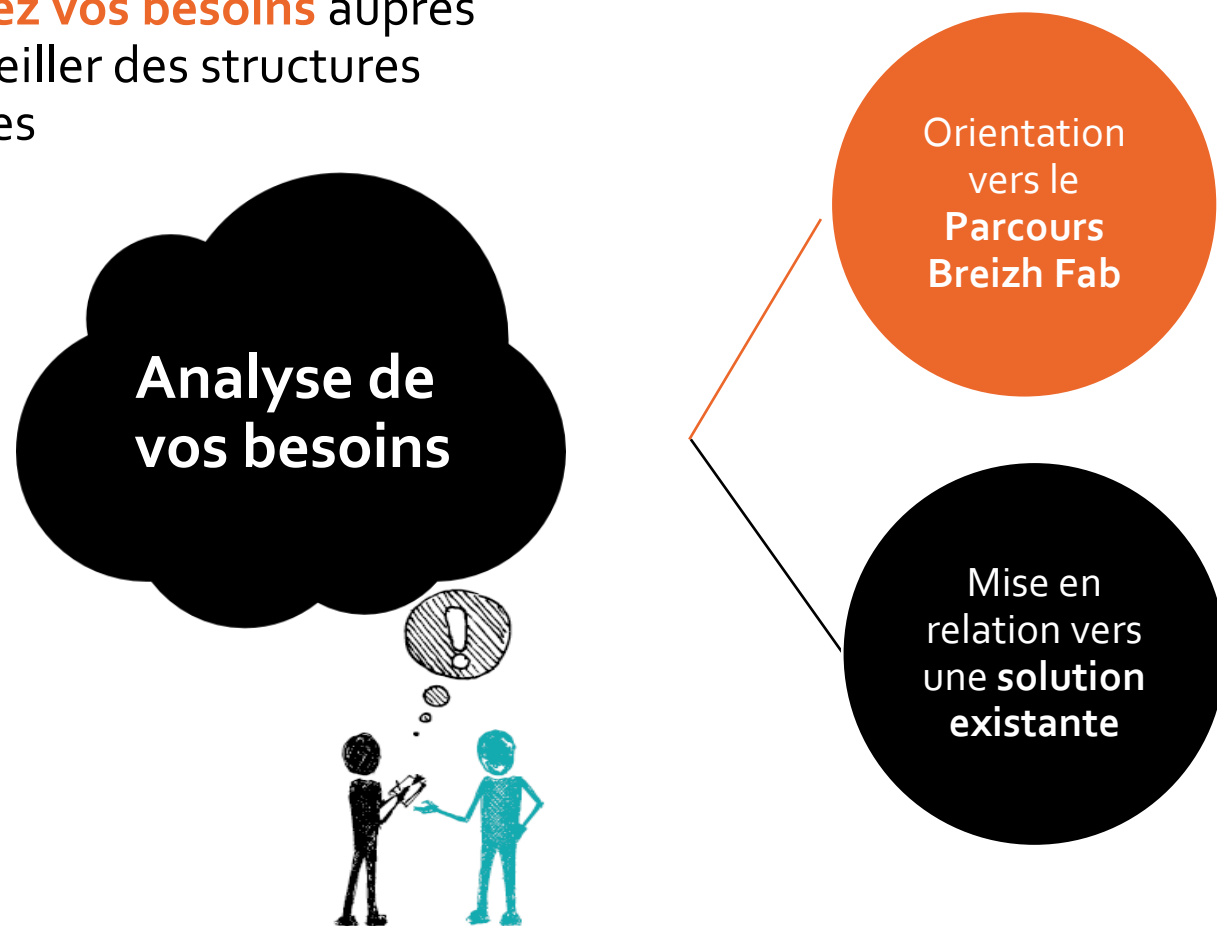 ez vos besoins auprès
eiller des structures
es
Analyse de
vos besoins
Orientation
vers le
Parcours
Breizh Fab
Mise en
relation vers
une solution
existante